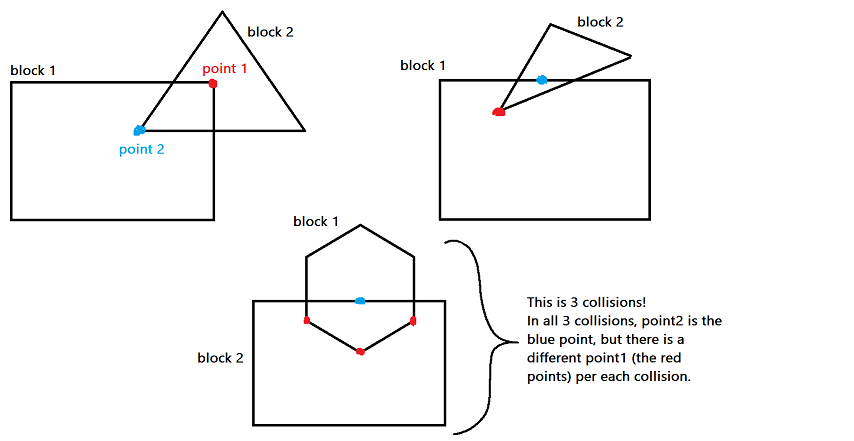 block 2
block 1
point 1
point 2
block 2
block 1
block 1
block 2
This is 3 collisions!
In all 3 collisions, point2 is the
blue point, but there is a
different point1 (the red
points) per each collision.